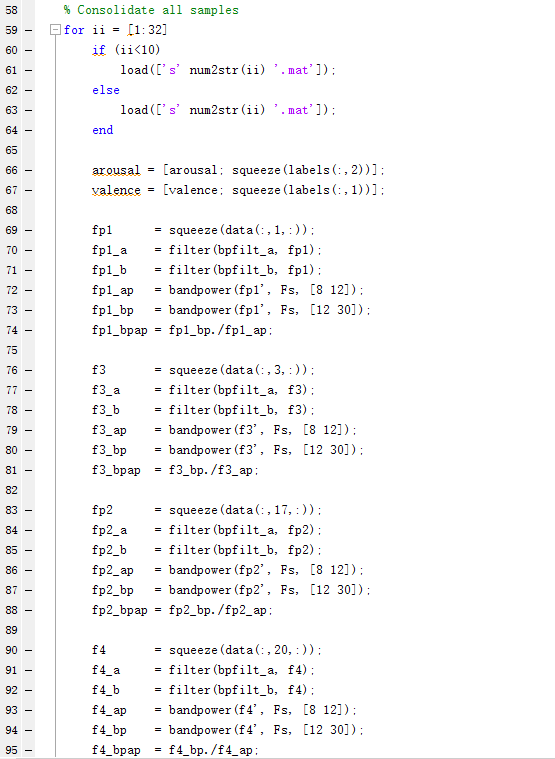 58 % Consolidate all samples
59 – for ii = [1:32]
60 – if (ii<10)
61 – load(['s' num2str(ii) '.mat']);
62 – else
63 – load(['s' num2str(ii) '.mat']);
64 – end
65
66 – arousal = [arousal; squeeze(labels(:,2))];
67 – valence = [valence; squeeze(labels(:,1))];
68
69 – fp1 = squeeze(data(:,1,:));
70 – fp1_a = filter(bpfilt_a, fp1);
71 – fp1_b = filter(bpfilt_b, fp1);
72 – fp1_ap = bandpower(fp1', Fs, [8 12]);
73 – fp1_bp = bandpower(fp1', Fs, [12 30]);
74 – fp1_bpap = fp1_bp./fp1_ap;
75
76 – f3 = squeeze(data(:,3,:));
77 – f3_a = filter(bpfilt_a, f3);
78 – f3_b = filter(bpfilt_b, f3);
79 – f3_ap = bandpower(f3', Fs, [8 12]);
80 – f3_bp = bandpower(f3', Fs, [12 30]);
81 – f3_bpap = f3_bp./f3_ap;
82
83 – fp2 = squeeze(data(:,17,:));
84 – fp2_a = filter(bpfilt_a, fp2);
85 – fp2_b = filter(bpfilt_b, fp2);
86 – fp2_ap = bandpower(fp2', Fs, [8 12]);
87 – fp2_bp = bandpower(fp2', Fs, [12 30]);
88 – fp2_bpap = fp2_bp./fp2_ap;
89
90 – f4 = squeeze(data(:,20,:));
91 – f4_a = filter(bpfilt_a, f4);
92 – f4_b = filter(bpfilt_b, f4);
93 – f4_ap = bandpower(f4', Fs, [8 12]);
94 – f4_bp = bandpower(f4', Fs, [12 30]);
95 – f4_bpap = f4_bp./f4_ap;